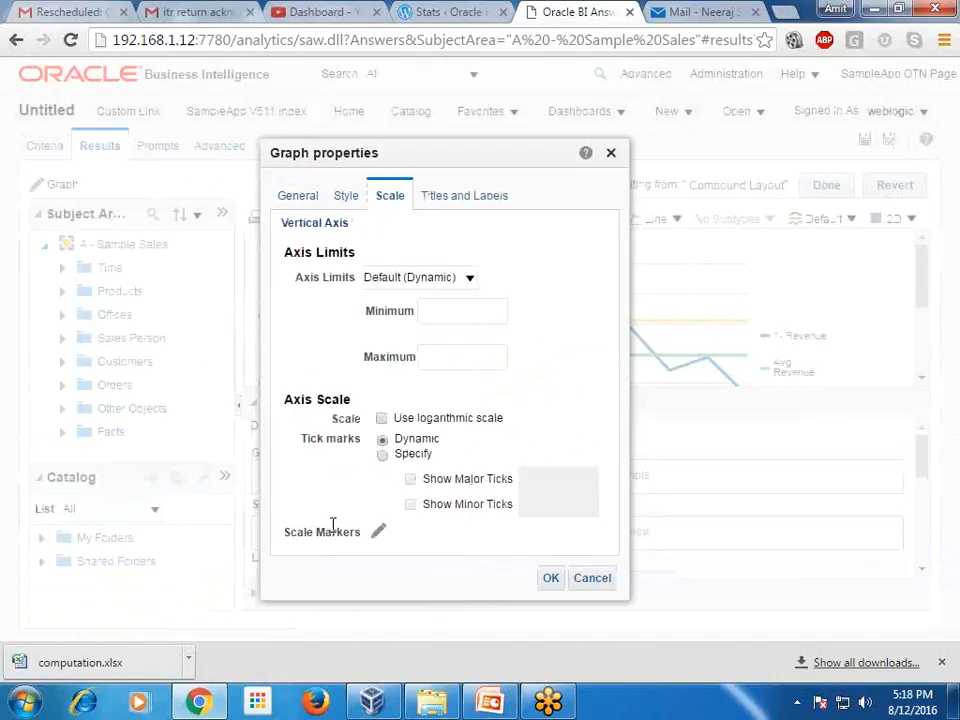 Rescheduled: C
itr return ackn
Dashboard - Y
Stats ‹ Oracle
Oracle BI Answ
Mail - Neeraj S
Amit
192.168.1.12:7780/analytics/saw.dll?Answers&SubjectArea="A%20-%20Sample%20Sales"#results
ABP
ORACLE Business Intelligence
Search All
Advanced
Administration
Help
SampleApp OTN Page
Untitled
Custom Link
SampleApp V511 Index
Home
Catalog
Favorites
Dashboards
New
Open
Signed In As weblogic
Criteria
Results
Prompts
Advanced
Graph
Compound Layout"
Done
Revert
Subject Ar...
Line
No Subtypes
Default
2D
A - Sample Sales
Time
Products
Offices
Sales Person
Customers
Orders
Other Objects
Facts
Catalog
List All
My Folders
Shared Folders
Graph properties
General
Style
Scale
Titles and Labels
Vertical Axis
Axis Limits
Axis Limits Default (Dynamic)
Minimum
Maximum
Axis Scale
Scale Use logarithmic scale
Tick marks Dynamic
Specify
Show Major Ticks
Show Minor Ticks
Scale Markers
OK
Cancel
1- Revenue
Avg
Revenue
computation.xlsx
Show all downloads...
5:18 PM
8/12/2016